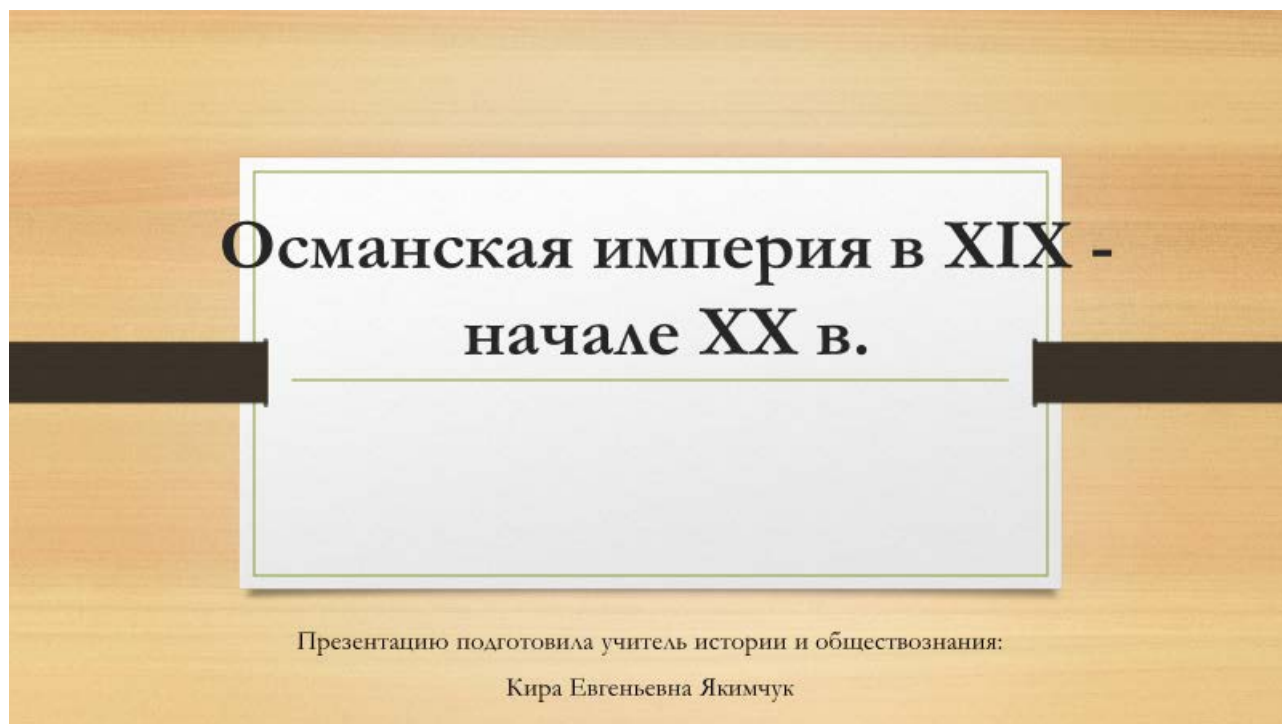 Османская империя в XIX -
начале XX в.
Презентацию подготовила учитель истории и обществознания:
Кира Евгеньевна Якимчук